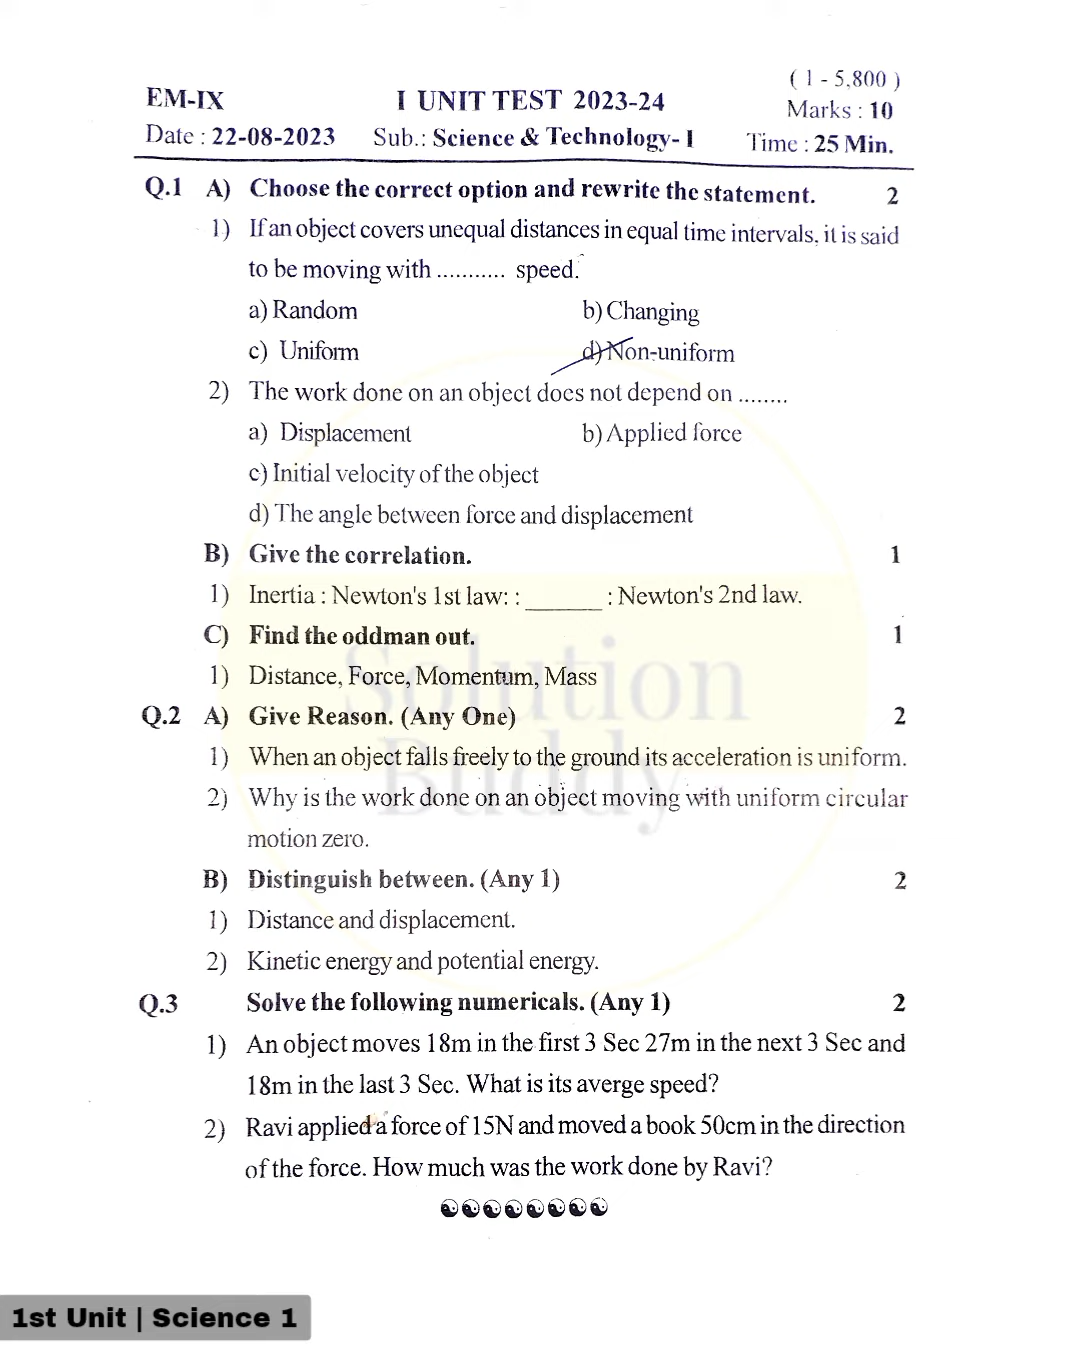 ( 1 - 5,800 )
EM-IX I UNIT TEST 2023-24 Marks : 10
Date : 22-08-2023 Sub.: Science & Technology- I Time : 25 Min.
Q.1 A) Choose the correct option and rewrite the statement. 2
1) If an object covers unequal distances in equal time intervals, it is said
to be moving with ........... speed.
a) Random b) Changing
c) Uniform d) Non-uniform
2) The work done on an object does not depend on ........
a) Displacement b) Applied force
c) Initial velocity of the object
d) The angle between force and displacement
B) Give the correlation. 1
1) Inertia : Newton's 1st law: : _______ : Newton's 2nd law.
C) Find the oddman out. 1
1) Distance, Force, Momentum, Mass
Q.2 A) Give Reason. (Any One) 2
1) When an object falls freely to the ground its acceleration is uniform.
2) Why is the work done on an object moving with uniform circular
motion zero.
B) Distinguish between. (Any 1) 2
1) Distance and displacement.
2) Kinetic energy and potential energy.
Q.3 Solve the following numericals. (Any 1) 2
1) An object moves 18m in the first 3 Sec 27m in the next 3 Sec and
18m in the last 3 Sec. What is its averge speed?
2) Ravi applied a force of 15N and moved a book 50cm in the direction
of the force. How much was the work done by Ravi?
Solution
Buddy
1st Unit | Science 1